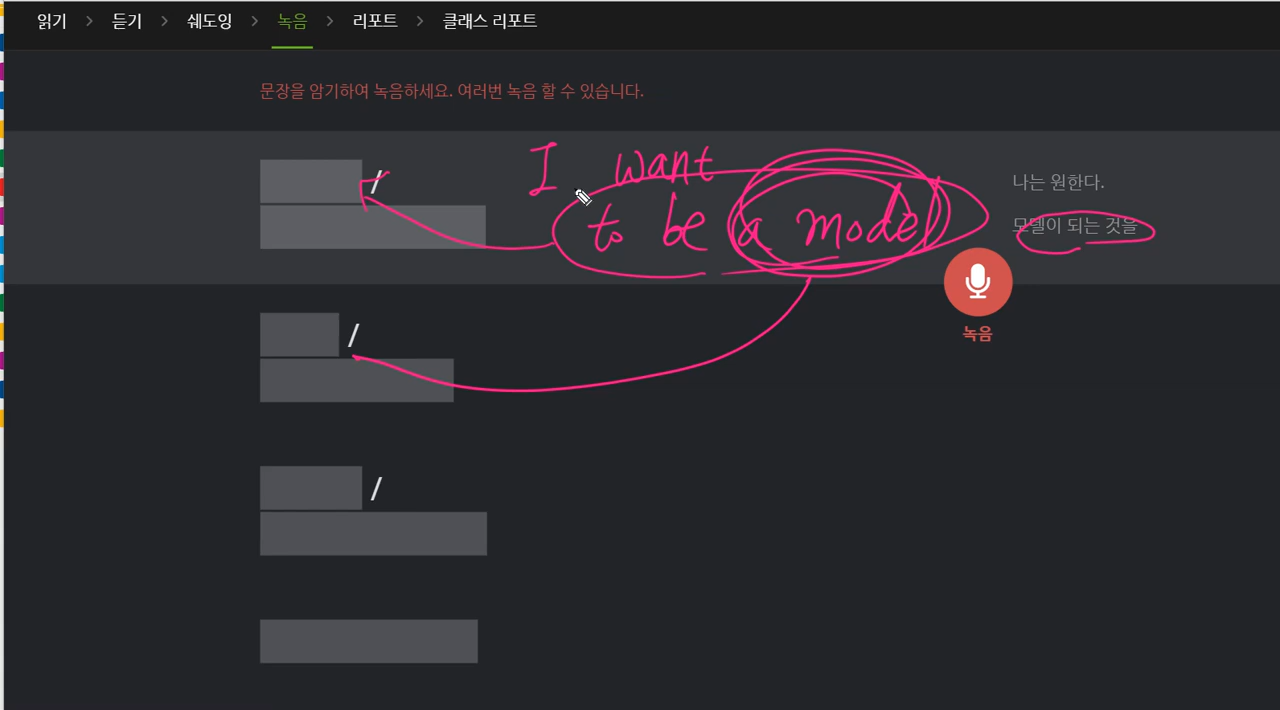 읽기 > 듣기 > 쉐도잉 > 녹음 > 리포트 > 클래스 리포트
문장을 암기하여 녹음하세요. 여러번 녹음 할 수 있습니다.
/
I want
to be a model
나는 원한다.
모델이 되는 것을
녹음
/
/